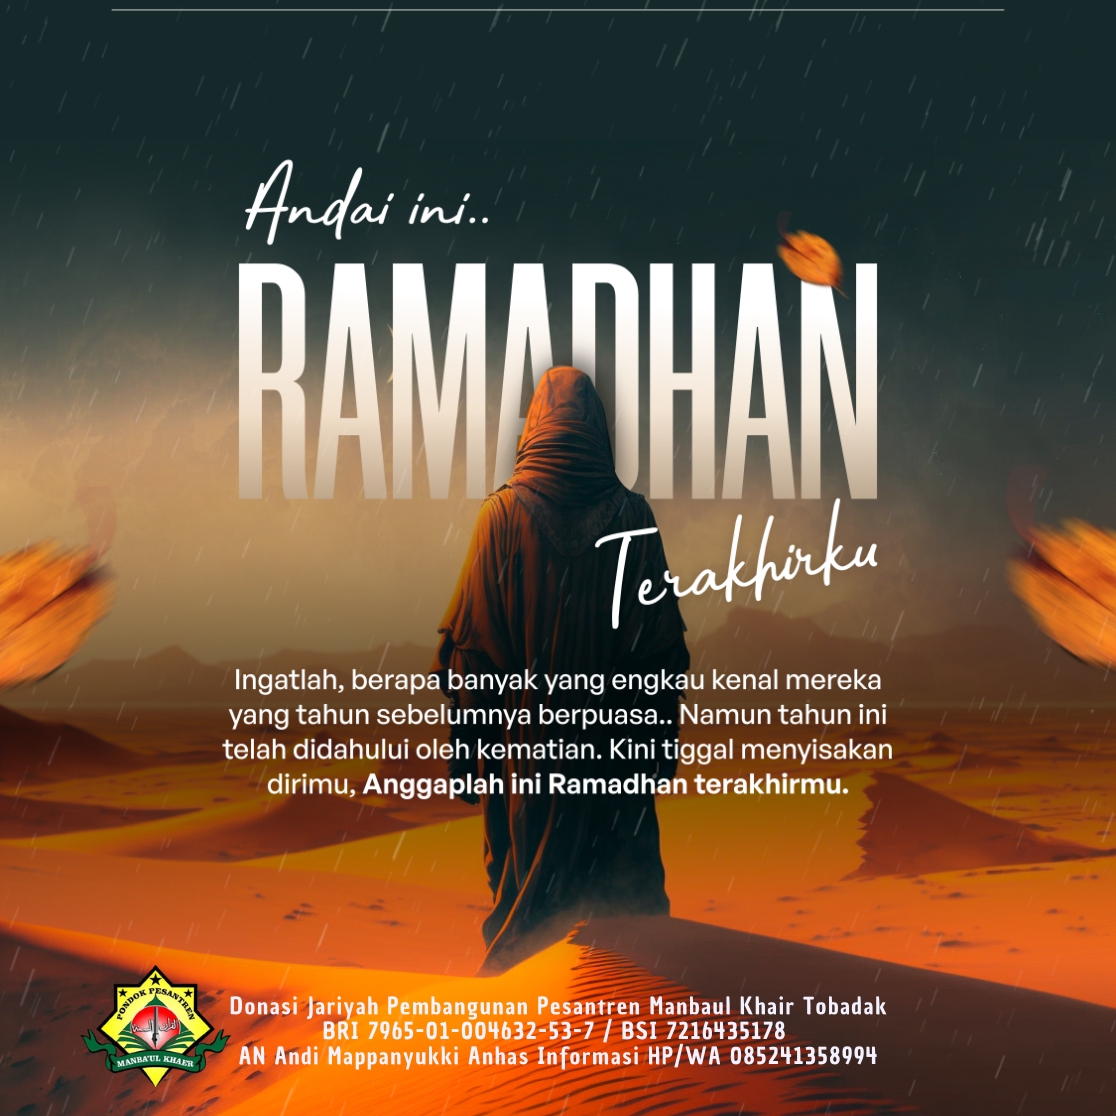 Andai ini..
RAMADHAN
Terakhirku
Ingatlah, berapa banyak yang engkau kenal mereka
yang tahun sebelumnya berpuasa.. Namun tahun ini
telah didahului oleh kematian. Kini tiggal menyisakan
dirimu, Anggaplah ini Ramadhan terakhirmu.
PONDOK PESANTREN
MANBA'UL KHAER
Donasi Jariyah Pembangunan Pesantren Manbaul Khair Tobadak
BRI 7965-01-004632-53-7 / BSI 7216435178
AN Andi Mappanyukki Anhas Informasi HP/WA 085241358994